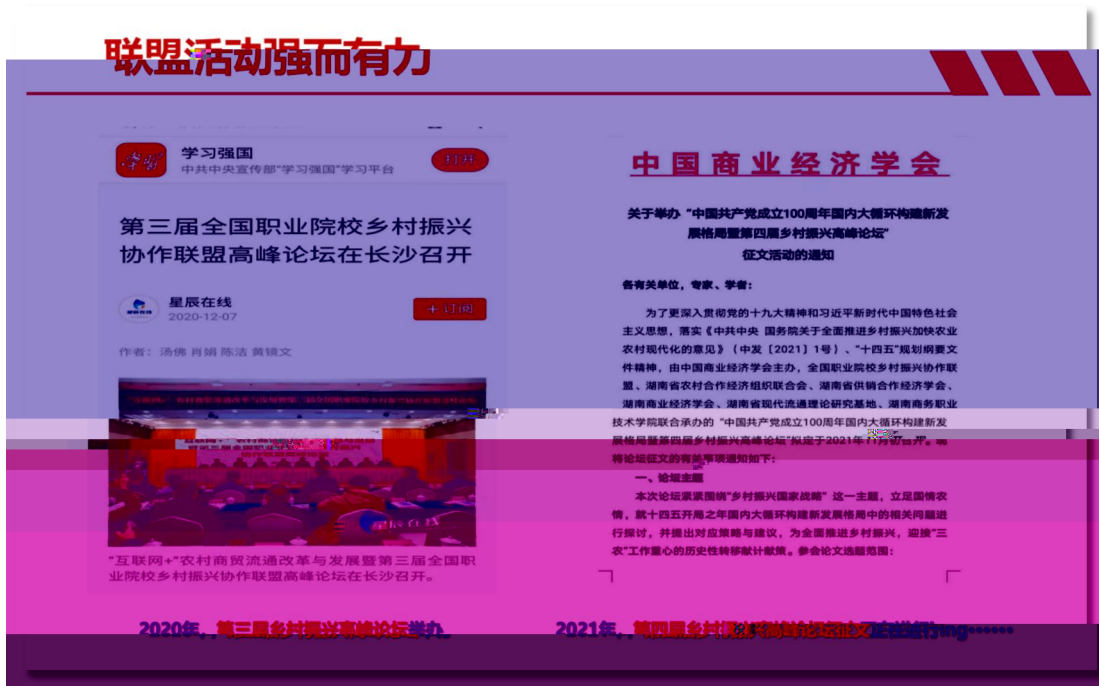 联盟活动强而有力
学习强国
中共中央宣传部"学习强国"学习平台
打开
第三届全国职业院校乡村振兴
协作联盟高峰论坛在长沙召开
星辰在线
2020-12-07
＋订阅
作者：汤佛 肖娟 陈洁 黄镜文
星辰在线
"互联网+"农村商贸流通改革与发展暨第三届全国职
业院校乡村振兴协作联盟高峰论坛在长沙召开。
2020年，第三届乡村振兴高峰论坛举办
中国商业经济学会
关于举办"中国共产党成立100周年国内大循环构建新发
展格局暨第四届乡村振兴高峰论坛"
征文活动的通知
各有关单位，专家、学者：
为了更深入贯彻党的十九大精神和习近平新时代中国特色社会
主义思想，落实《中共中央 国务院关于全面推进乡村振兴加快农业
农村现代化的意见》（中发〔2021〕1号）、"十四五"规划纲要文
件精神，由中国商业经济学会主办，全国职业院校乡村振兴协作联
盟、湖南省农村合作经济组织联合会、湖南省供销合作经济学会、
湖南商业经济学会、湖南省现代流通理论研究基地、湖南商务职业
技术学院联合承办的"中国共产党成立100周年国内大循环构建新发
展格局暨第四届乡村振兴高峰论坛"拟定于2021年11月初召开。现
将论坛征文的有关事项通知如下：
一、论坛主题
本次论坛紧紧围绕"乡村振兴国家战略"这一主题，立足国情农
情，就十四五开局之年国内大循环构建新发展格局中的相关问题进
行探讨，并提出对应策略与建议，为全面推进乡村振兴，迎接"三
农"工作重心的历史性转移献计献策。参会论文选题范围：
2021年，第四届乡村振兴高峰论坛征文正在进行ing……